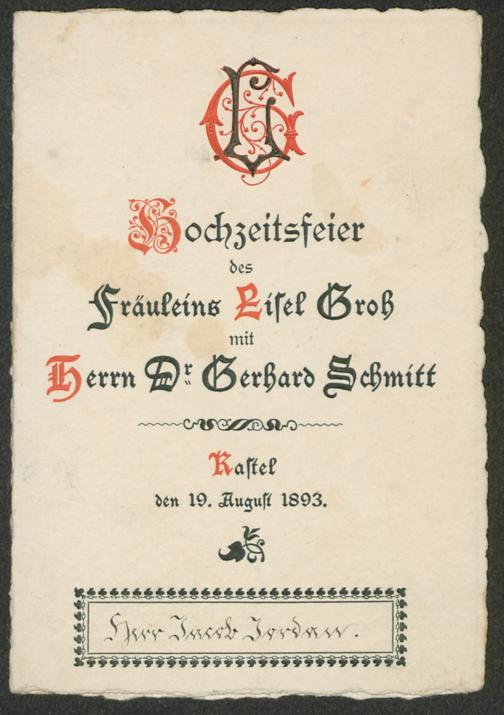 Hochzeitsfeier
des
Fräuleins Lisel Groß
mit
Herrn Dr. Gerhard Schmitt
Kastel
den 19. August 1893.
Herr Jacob Jordan.